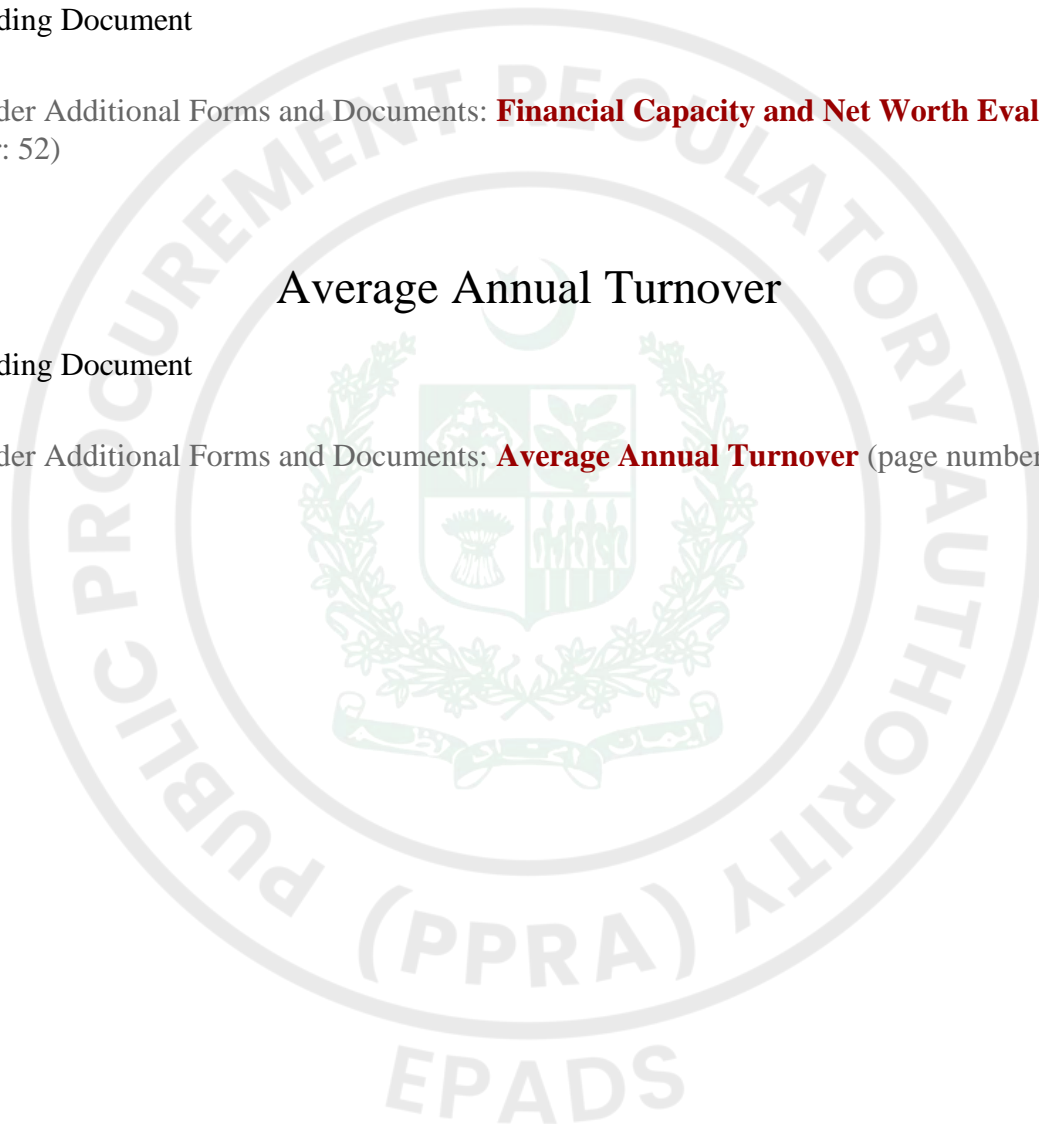 ding Document
der Additional Forms and Documents: Financial Capacity and Net Worth Eval
r: 52)
Average Annual Turnover
ding Document
der Additional Forms and Documents: Average Annual Turnover (page number
PUBLIC PROCUREMENT REGULATORY AUTHORITY
(PPRA)
EPADS